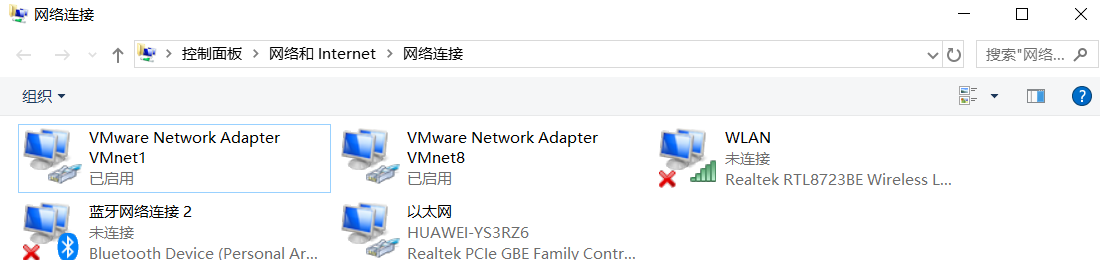 网络连接
控制面板 网络和 Internet 网络连接
搜索"网络...
组织
?
VMware Network Adapter
VMnet1
已启用
VMware Network Adapter
VMnet8
已启用
WLAN
未连接
Realtek RTL8723BE Wireless L...
蓝牙网络连接 2
未连接
Bluetooth Device (Personal Ar...
以太网
HUAWEI-YS3RZ6
Realtek PCIe GBE Family Contr...